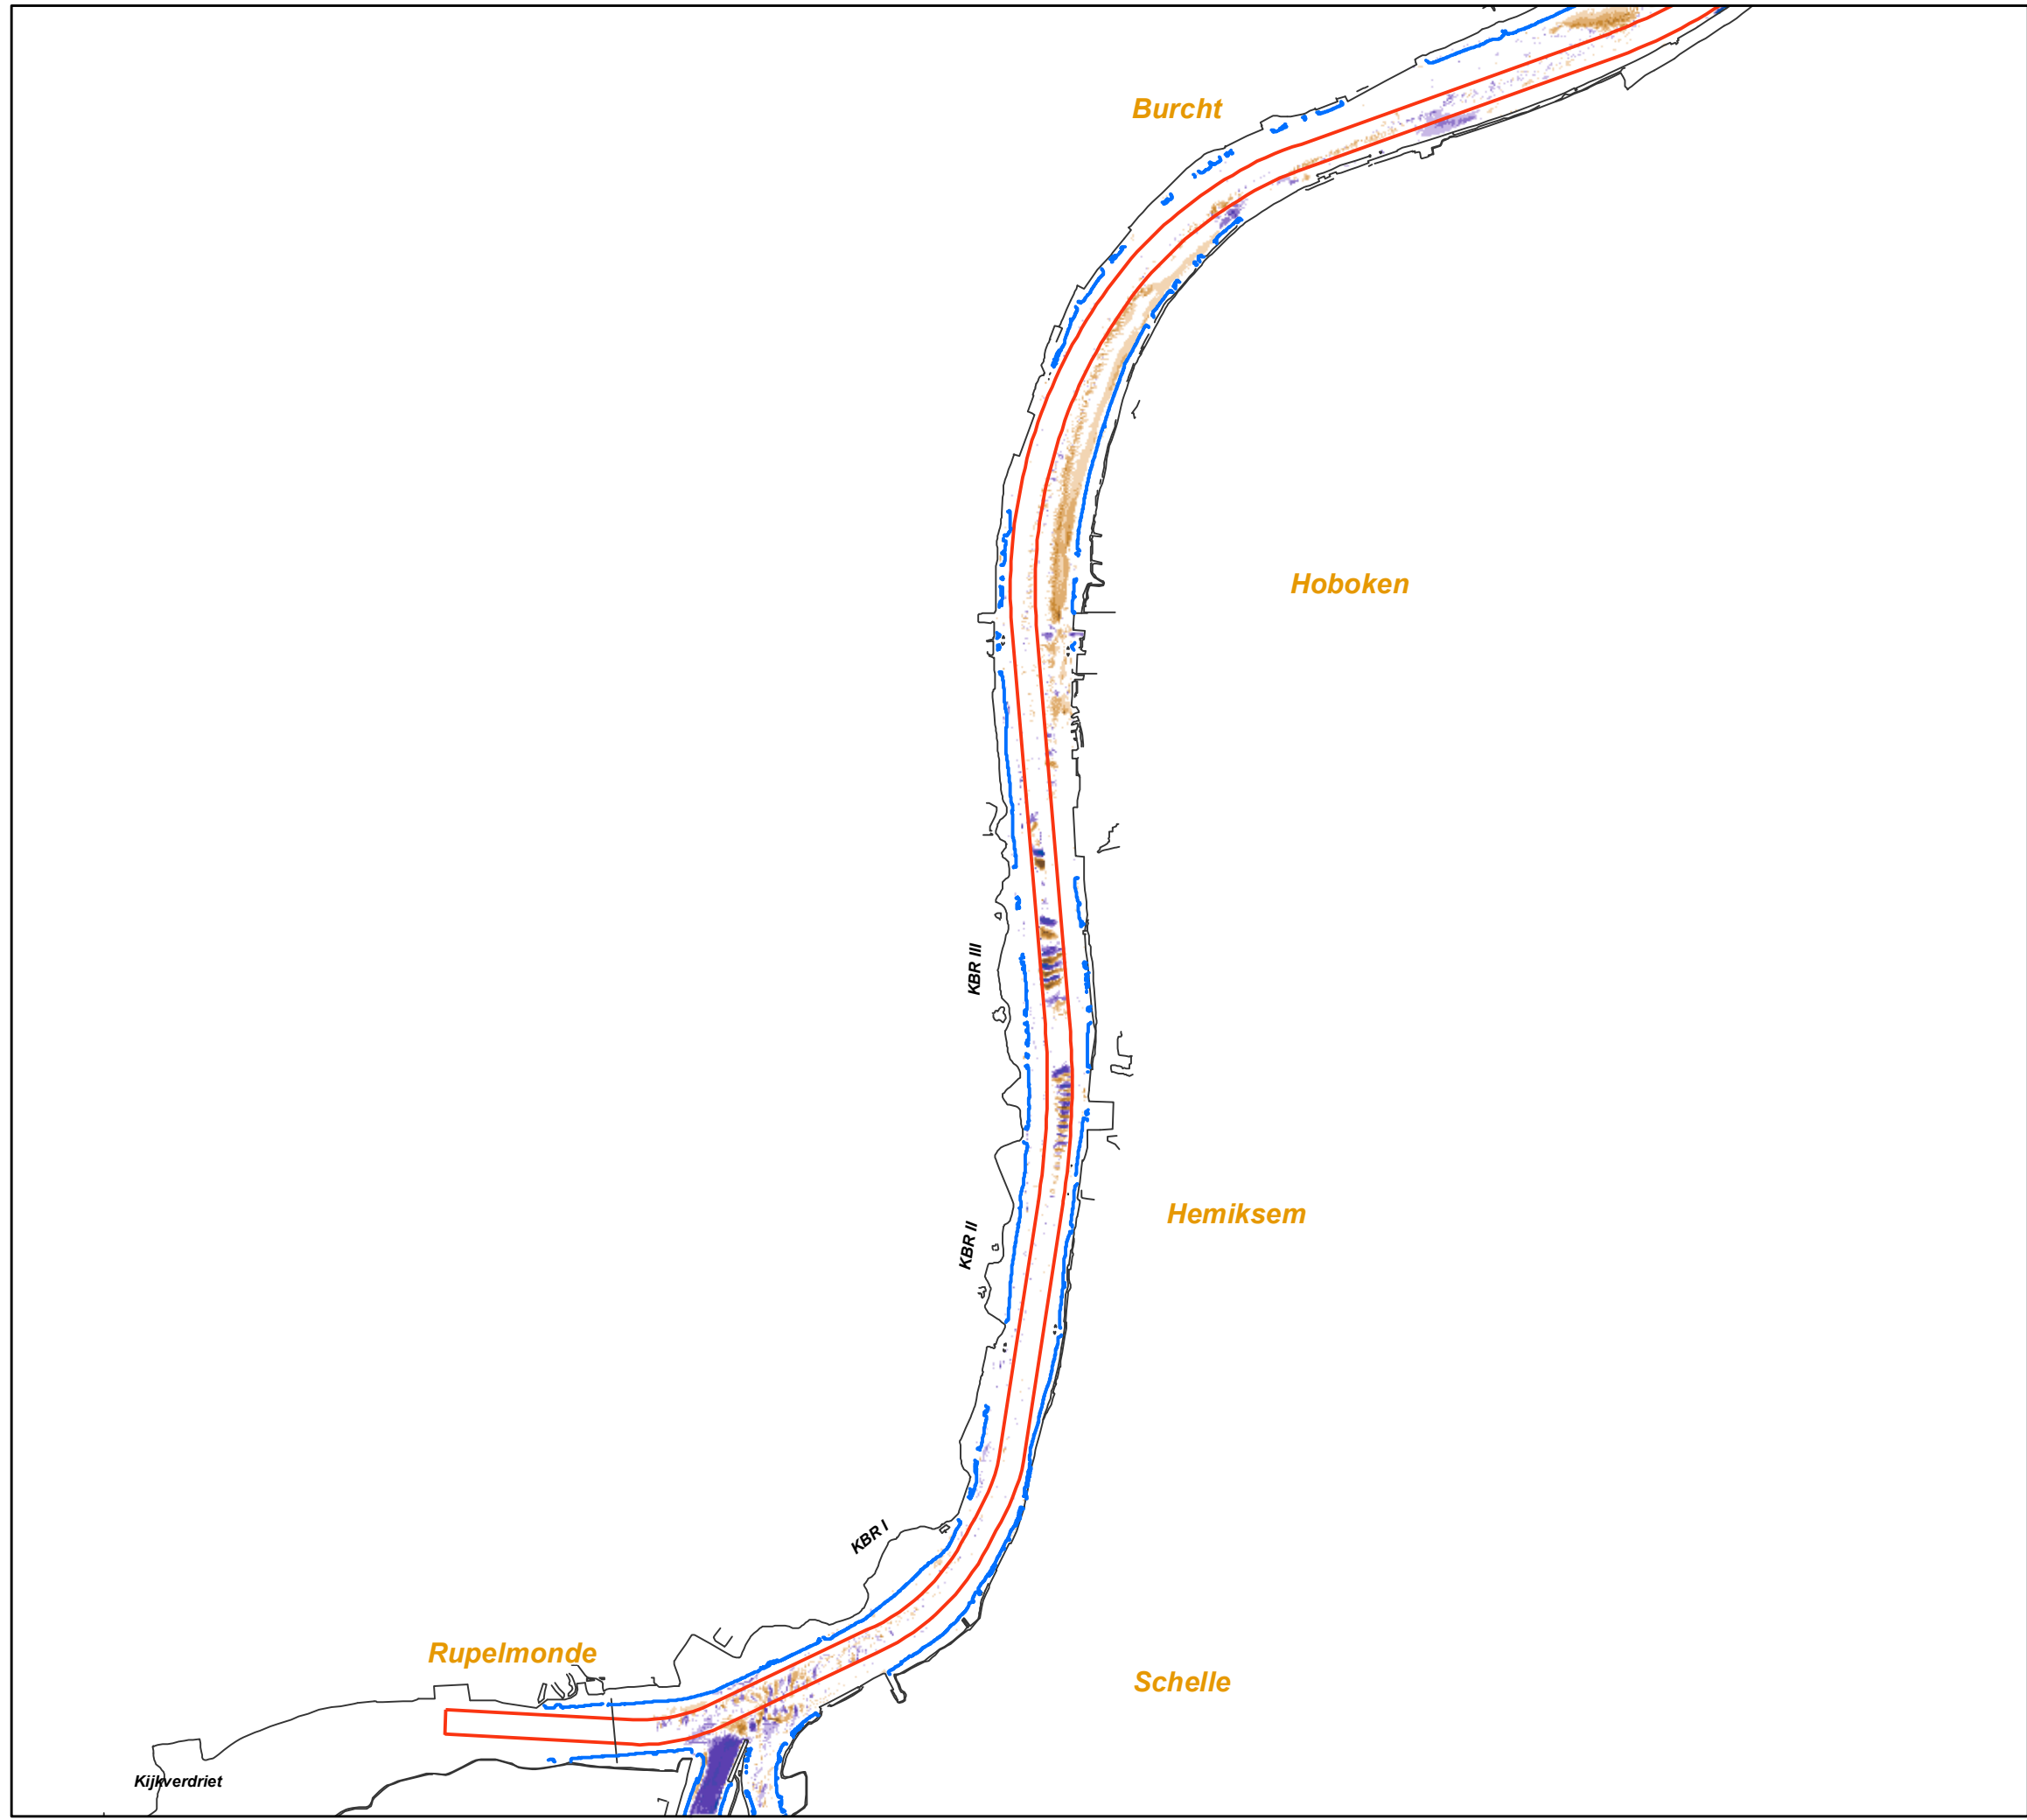 Burcht
Hoboken
KBR III
Hemiksem
KBR II
KBR I
Rupelmonde
Schelle
Kijkverdriet